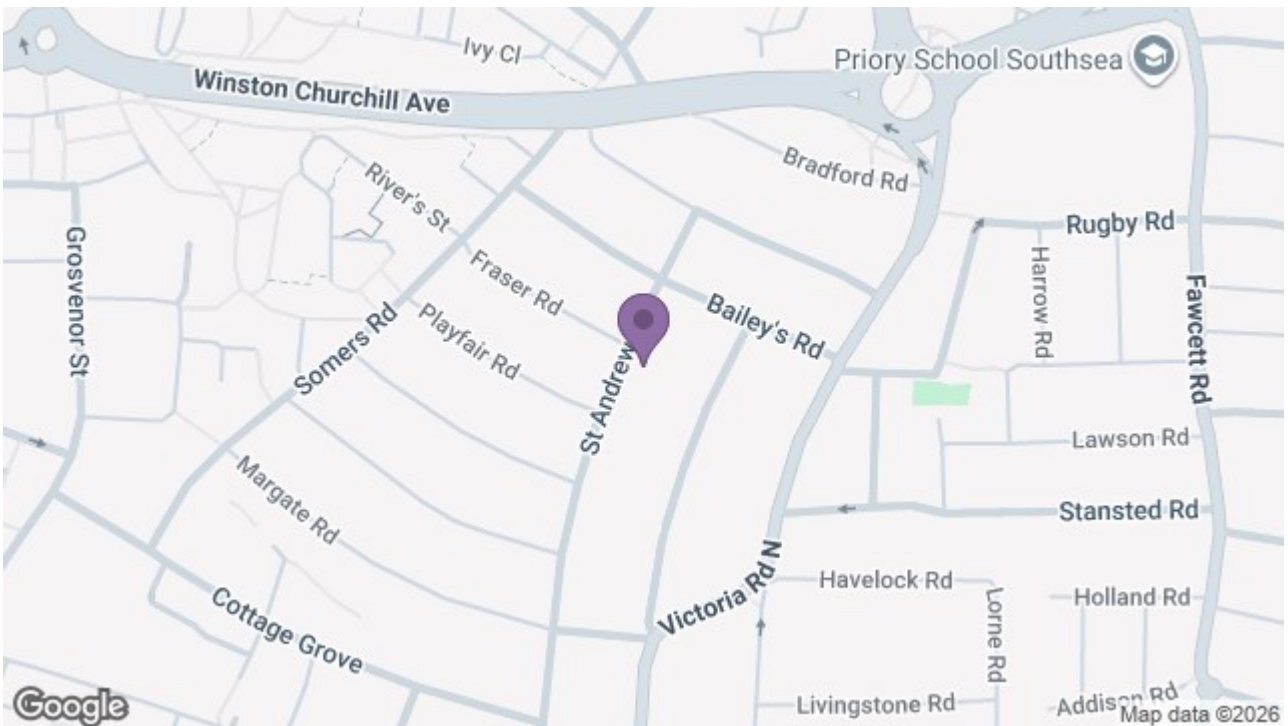 Ivy Cl
Priory School Southsea
Winston Churchill Ave
Bradford Rd
River's St
Rugby Rd
Grosvenor St
Fraser Rd
Harrow Rd
Bailey's Rd
Fawcett Rd
Somers Rd
Playfair Rd
St Andrew
Lawson Rd
Margate Rd
Stansted Rd
Victoria Rd N
Havelock Rd
Lorne Rd
Holland Rd
Cottage Grove
Livingstone Rd
Addison Rd
Google
Map data ©2026